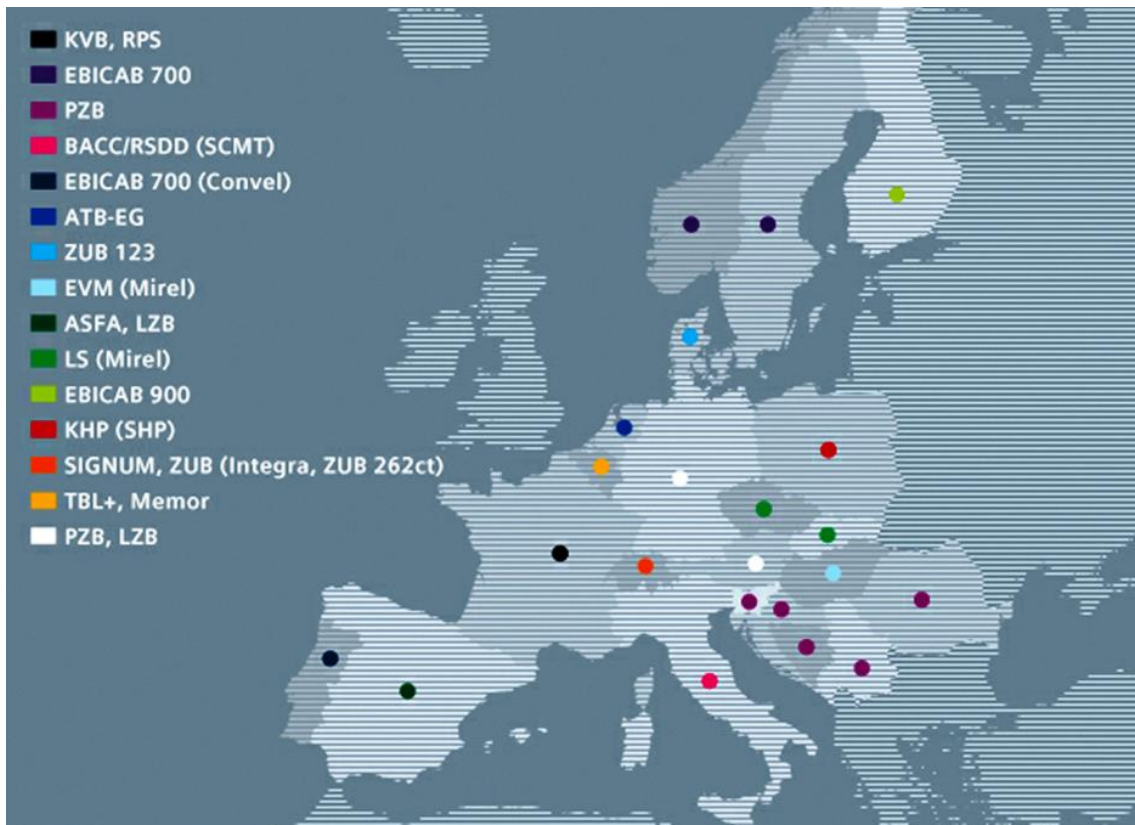 KVB, RPS
EBICAB 700
PZB
BACC/RSDD (SCMT)
EBICAB 700 (Convel)
ATB-EG
ZUB 123
EVM (Mirel)
ASFA, LZB
LS (Mirel)
EBICAB 900
KHP (SHP)
SIGNUM, ZUB (Integra, ZUB 262ct)
TBL+, Memor
PZB, LZB